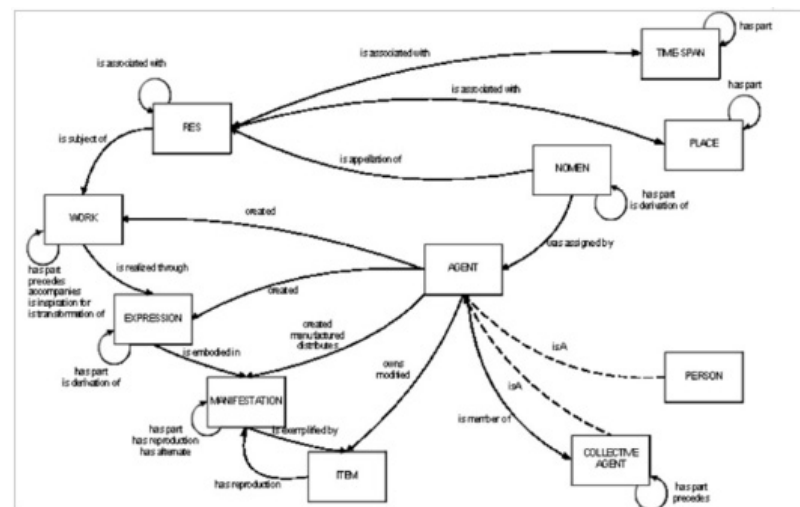 has part
is associated with
TIME-SPAN
is associated with
has part
is associated with
RES
PLACE
is subject of
is appellation of
NOMEN
has part
is derivation of
WORK
created
was assigned by
has part
precedes
accompanies
is inspiration for
is transformation of
is realized through
AGENT
created
EXPRESSION
created
manufactured
distributes
is embodied in
has part
is derivation of
owns
modified
isA
PERSON
isA
MANIFESTATION
has part
has reproduction
has alternate
is exemplified by
is member of
COLLECTIVE
AGENT
ITEM
has reproduction
has part
precedes